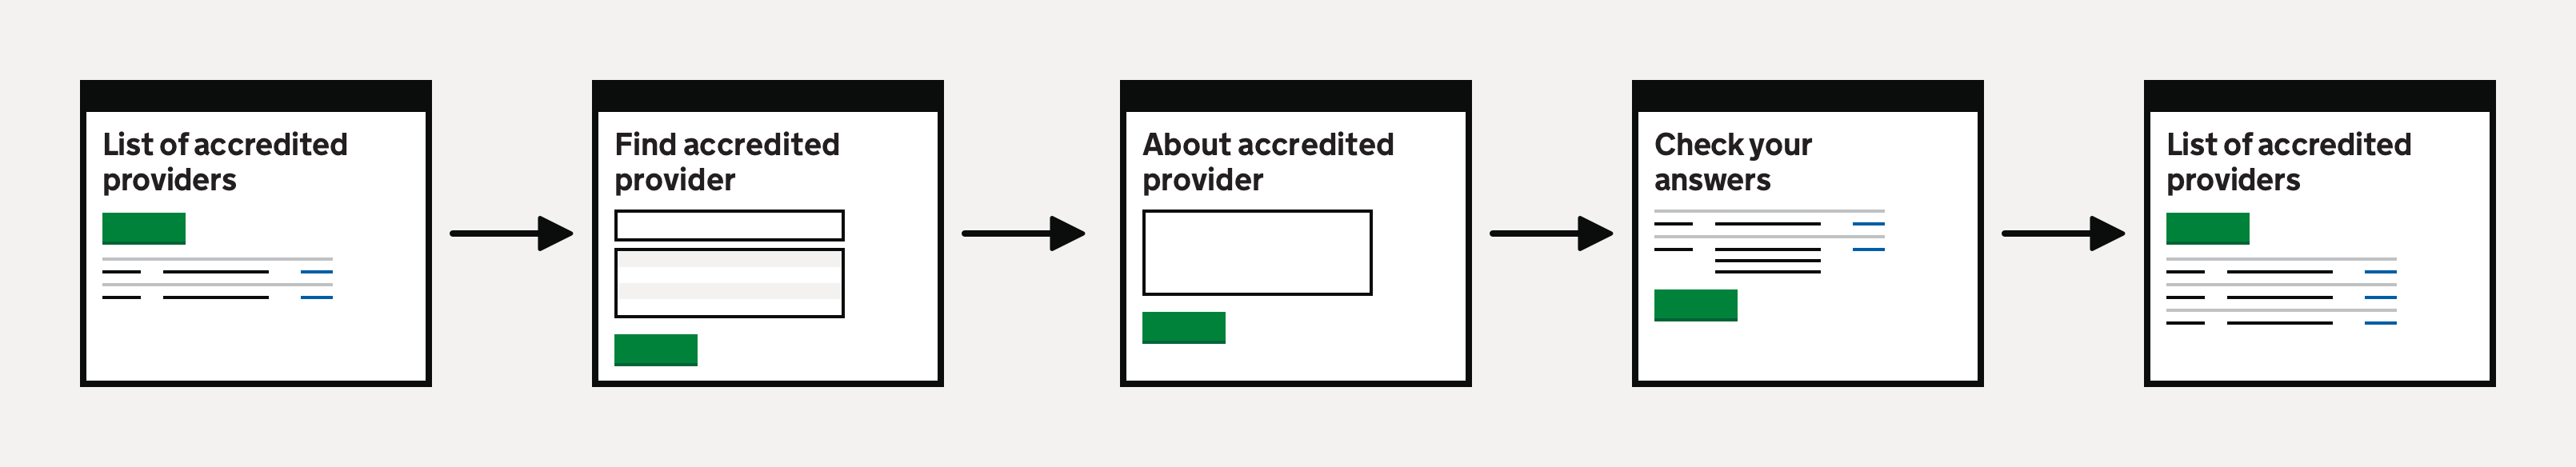 List of accredited
providers
Find accredited
provider
About accredited
provider
Check your
answers
List of accredited
providers